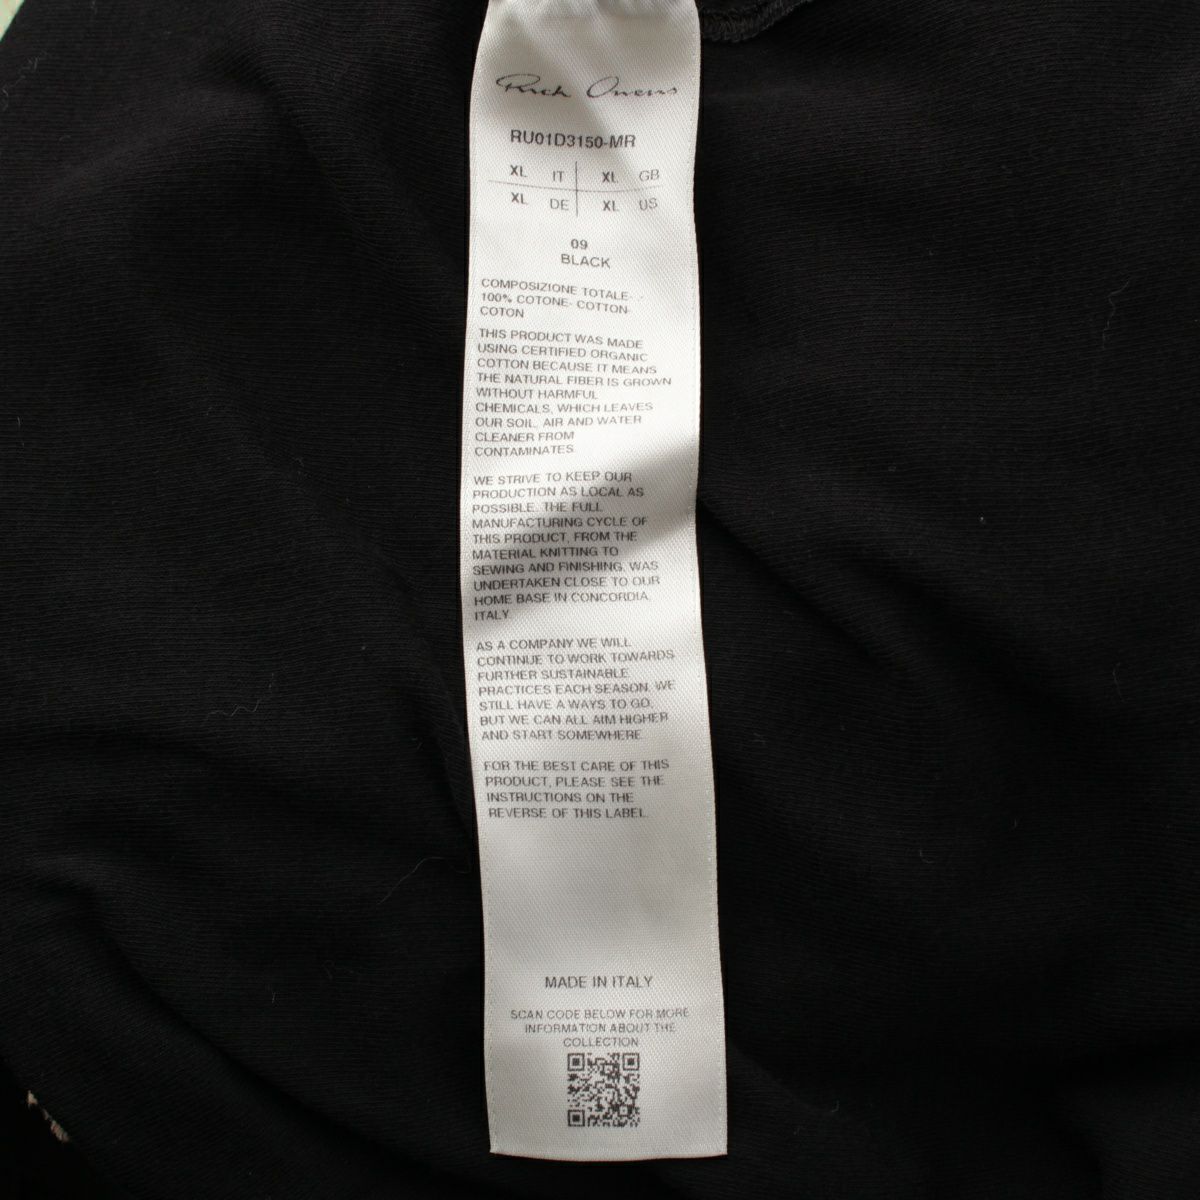 Rick Owens
RU01D3150-MR
XL IT XL GB
XL DE XL US
09
BLACK
COMPOSIZIONE TOTALE-
100% COTONE- COTTON-
COTON
THIS PRODUCT WAS MADE
USING CERTIFIED ORGANIC
COTTON BECAUSE IT MEANS
THE NATURAL FIBER IS GROWN
WITHOUT HARMFUL
CHEMICALS, WHICH LEAVES
OUR SOIL, AIR AND WATER
CLEANER FROM
CONTAMINATES.
WE STRIVE TO KEEP OUR
PRODUCTION AS LOCAL AS
POSSIBLE. THE FULL
MANUFACTURING CYCLE OF
THIS PRODUCT, FROM THE
MATERIAL KNITTING TO
SEWING AND FINISHING, WAS
UNDERTAKEN CLOSE TO OUR
HOME BASE IN CONCORDIA,
ITALY.
AS A COMPANY WE WILL
CONTINUE TO WORK TOWARDS
FURTHER SUSTAINABLE
PRACTICES EACH SEASON. WE
STILL HAVE A WAYS TO GO,
BUT WE CAN ALL AIM HIGHER
AND START SOMEWHERE.
FOR THE BEST CARE OF THIS
PRODUCT, PLEASE SEE THE
INSTRUCTIONS ON THE
REVERSE OF THIS LABEL.
MADE IN ITALY
SCAN CODE BELOW FOR MORE
INFORMATION ABOUT THE
COLLECTION